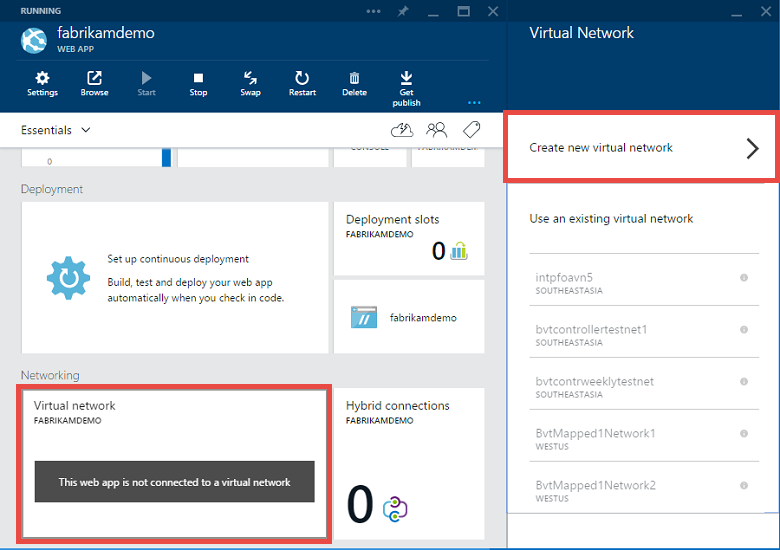 RUNNING
fabrikamdemo
WEB APP
Settings
Browse
Start
Stop
Swap
Restart
Delete
Get
publish
Essentials
0
Deployment
Set up continuous deployment
Build, test and deploy your web app
automatically when you check in code.
Deployment slots
FABRIKAMDEMO
0
fabrikamdemo
Networking
Virtual network
FABRIKAMDEMO
This web app is not connected to a virtual network
Hybrid connections
FABRIKAMDEMO
0
Virtual Network
Create new virtual network
Use an existing virtual network
intpfoavn5
SOUTHEASTASIA
bvtcontrollertestnet1
SOUTHEASTASIA
bvtcontrweeklytestnet
SOUTHEASTASIA
BvtMapped1Network1
WESTUS
BvtMapped1Network2
WESTUS